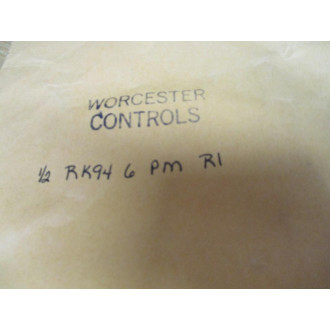 WORCESTER
CONTROLS
1/2 RK94 6 PM R1